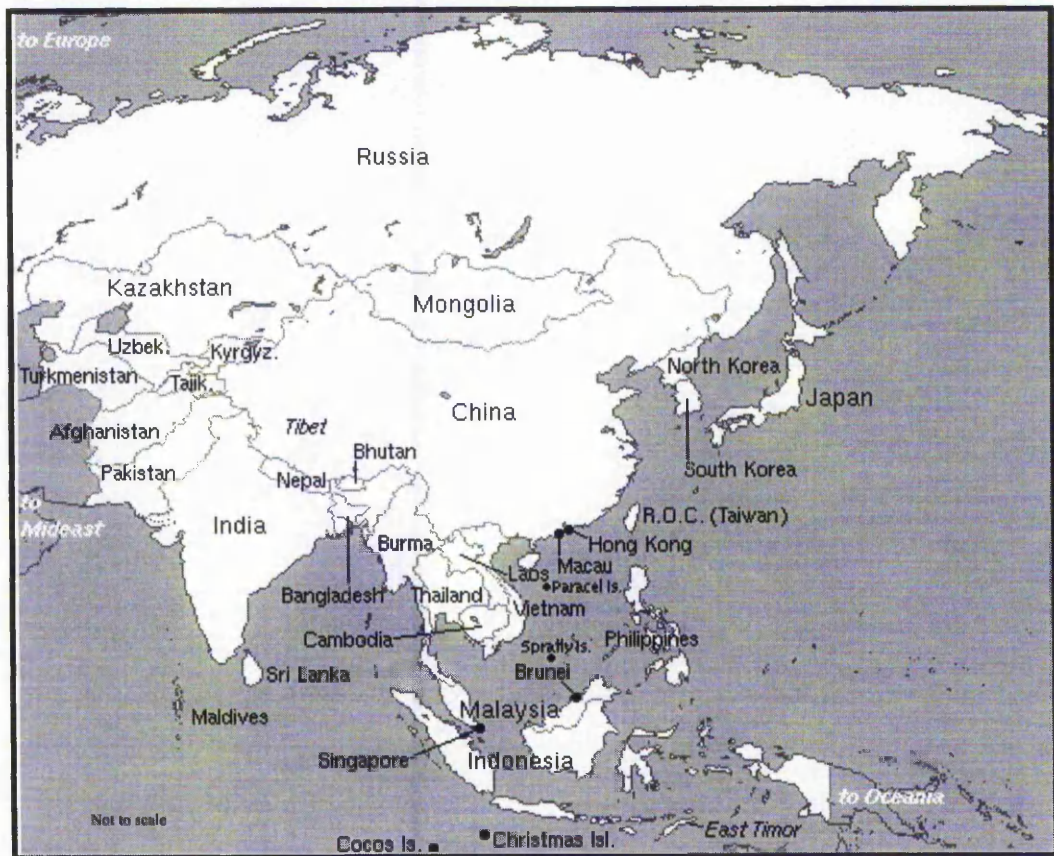 to Europe
Russia
Kazakhstan
Mongolia
Uzbek.
Kyrgyz.
Turkmenistan
Tajik.
North Korea
Japan
China
Afghanistan
Tibet
Bhutan
Pakistan
Nepal
South Korea
to
Mideast
India
R.O.C. (Taiwan)
Burma
Hong Kong
Macau
Laos
Paracel Is.
Bangladesh
Thailand
Vietnam
Cambodia
Philippines
Spratly Is.
Brunei
Sri Lanka
Maldives
Malaysia
Singapore
Indonesia
to Oceania
Not to scale
East Timor
Cocos Is.
Christmas Isl.